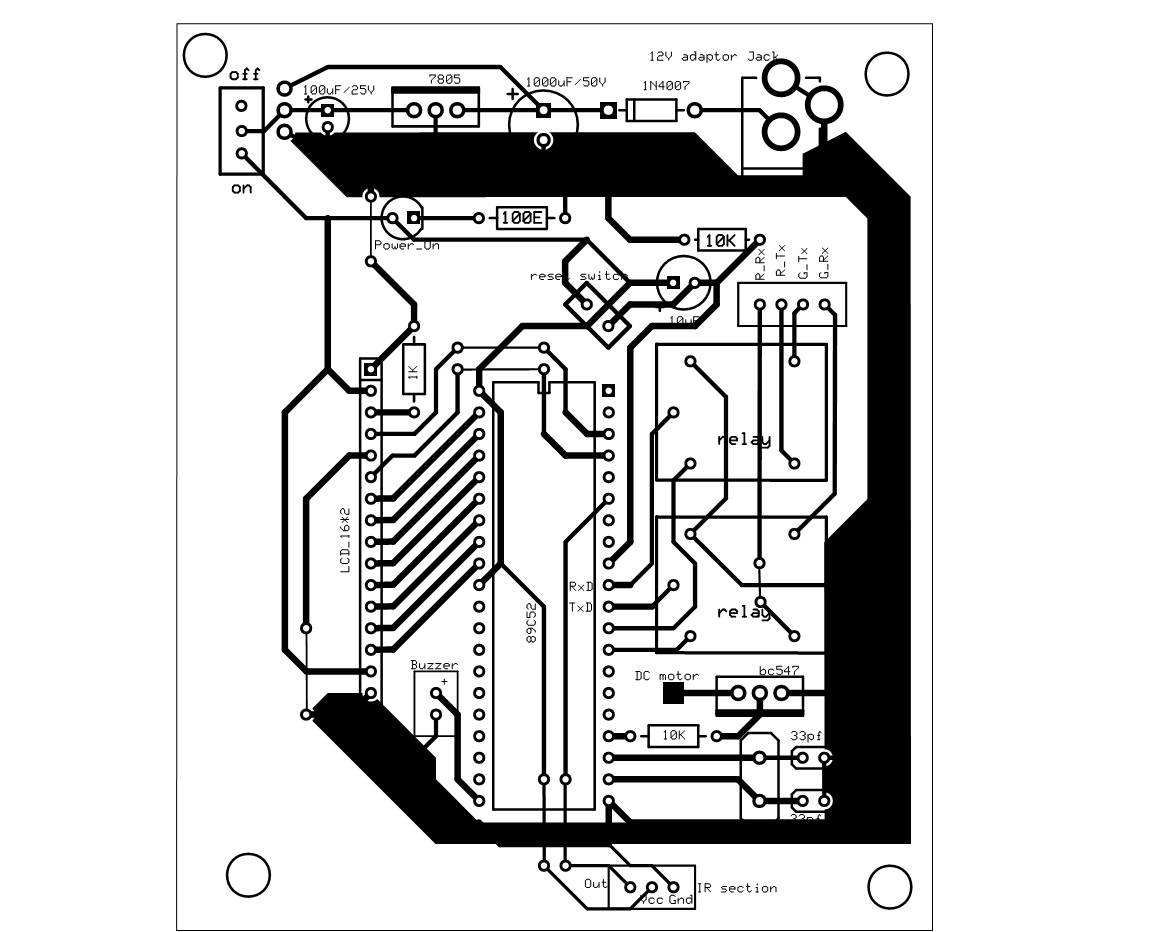 12V adaptor Jack
off
7805
1000uF/50V
1N4007
100uF/25V
+
+
on
100E
10K
Power_On
R_Rx
R_Tx
G_Tx
G_Rx
reset switch
+
10uF
1K
relay
LCD_16*2
RxD
TxD
89C52
relay
Buzzer
+
DC motor
bc547
10K
33pf
33pf
Out
Vcc Gnd
IR section